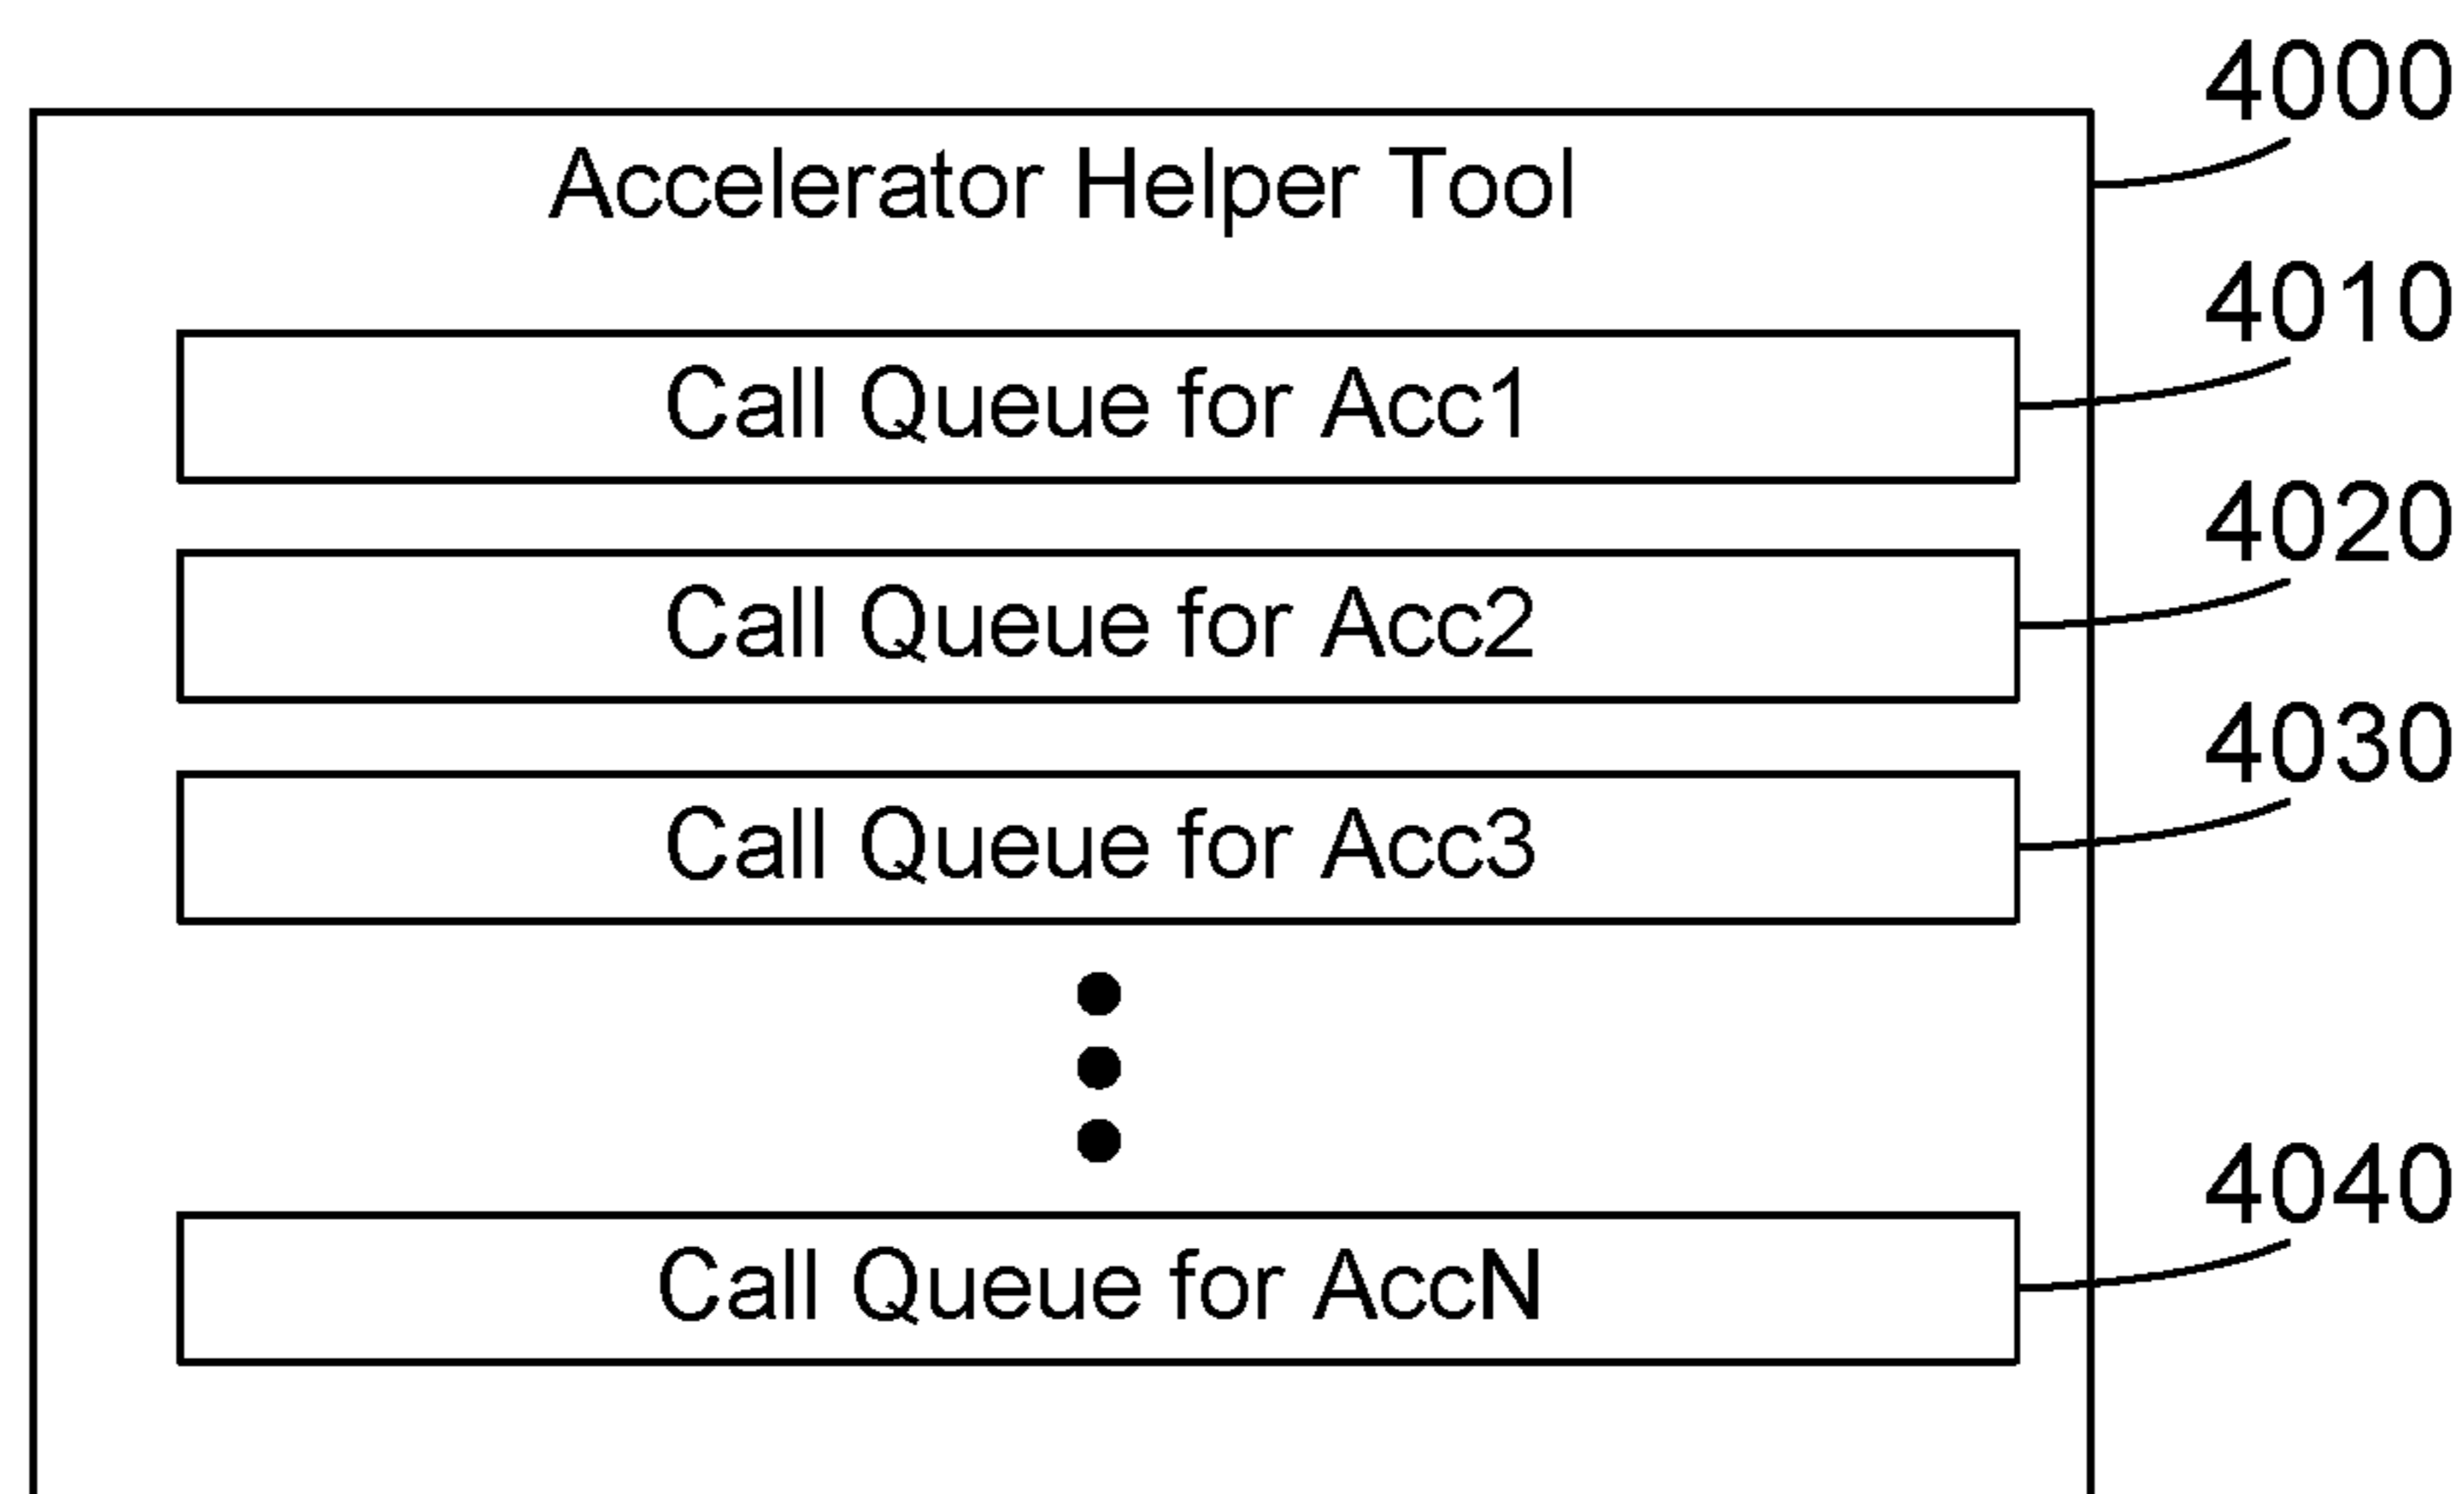 4000
Accelerator Helper Tool
4010
Call Queue for Acc1
4020
Call Queue for Acc2
4030
Call Queue for Acc3
4040
Call Queue for AccN